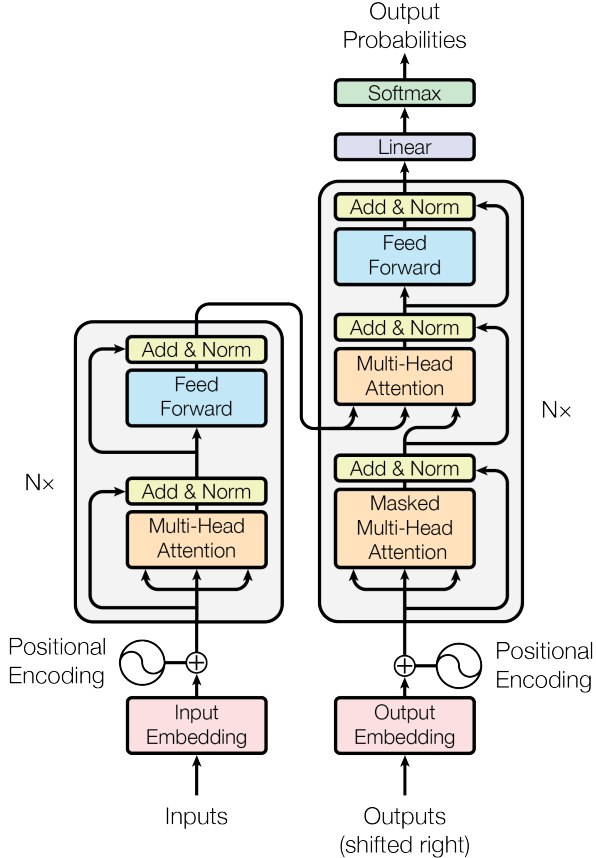 Output
Probabilities
Softmax
Linear
Add & Norm
Feed
Forward
Add & Norm
Multi-Head
Attention
Add & Norm
Masked
Multi-Head
Attention
N×
Positional
Encoding
Output
Embedding
Outputs
(shifted right)
Add & Norm
Feed
Forward
Add & Norm
Multi-Head
Attention
N×
Positional
Encoding
Input
Embedding
Inputs